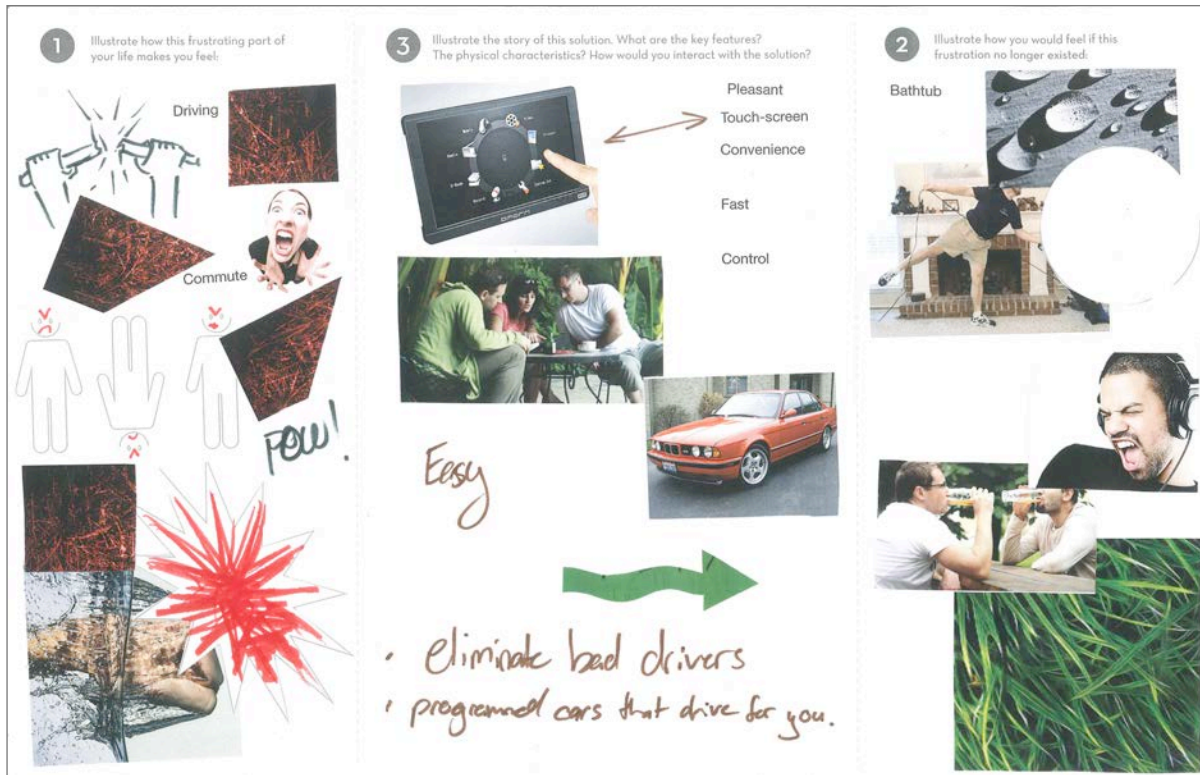 1
Illustrate how this frustrating part of
your life makes you feel:
Driving
Commute
POW!
3
Illustrate the story of this solution. What are the key features?
The physical characteristics? How would you interact with the solution?
Pleasant
Touch-screen
Convenience
Fast
Control
Easy
• eliminate bad drivers
• programmed cars that drive for you.
2
Illustrate how you would feel if this
frustration no longer existed:
Bathtub